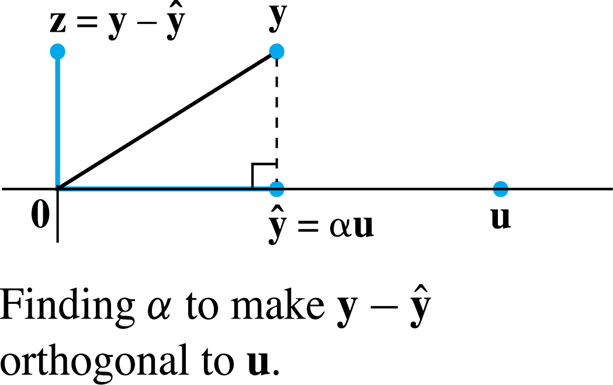 z = y − ŷ
y
0
ŷ = αu
u
Finding α to make y − ŷ
orthogonal to u.